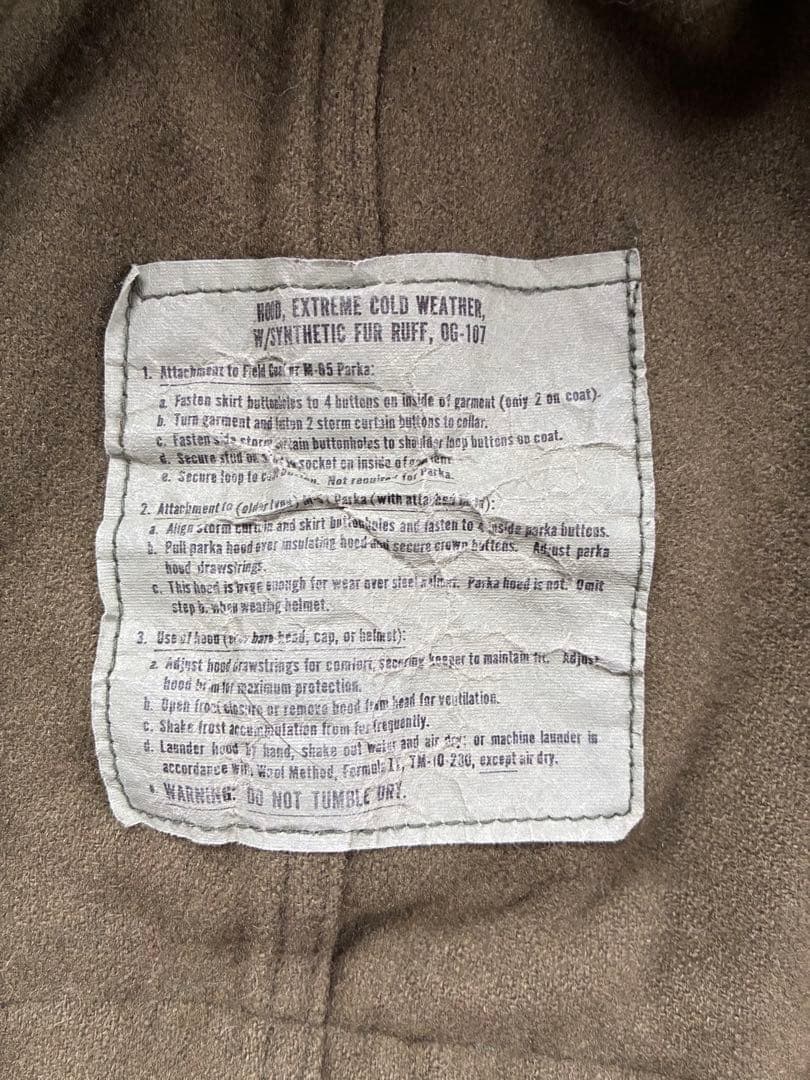 HOOD, EXTREME COLD WEATHER,
W/SYNTHETIC FUR RUFF, OG-107
1. Attachment to Field Coat or Parka:
a. Fasten skirt buttonholes to 4 buttons on inside of garment (only 2 on coat).
b. Turn garment and fasten 2 storm curtain buttons to collar.
c. Fasten side storm curtain buttonholes to shoulder loop buttons on coat.
d. Secure stud on socket on inside of garment
e. Secure loop to Not required for Parka.
2. Attachment to (older type) Parka (with attached hood):
a. Align storm curtain and skirt buttonholes and fasten to 4 inside parka buttons.
b. Pull parka hood over insulating hood and secure crown buttons. Adjust parka
hood drawstrings.
c. This hood is large enough for wear over steel helmet. Parka hood is not. Omit
step b. when wearing helmet.
3. Use of hood (over bare head, cap, or helmet):
a. Adjust hood drawstrings for comfort, securing keeper to maintain fit. Adjust
hood brim for maximum protection.
b. Open front closure or remove hood from head for ventilation.
c. Shake frost accummulation from fur frequently.
d. Launder hood by hand, shake out water and air dry; or machine launder in
accordance with Wool Method, Formula except air dry.
WARNING: DO NOT TUMBLE DRY.